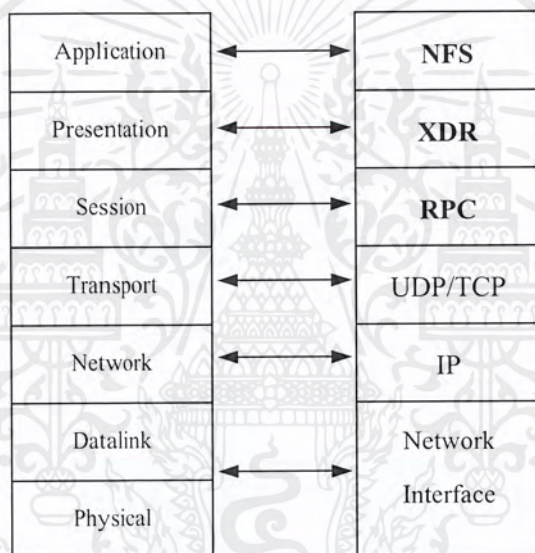 Application
NFS
Presentation
XDR
Session
RPC
Transport
UDP/TCP
Network
IP
Datalink
Network
Interface
Physical